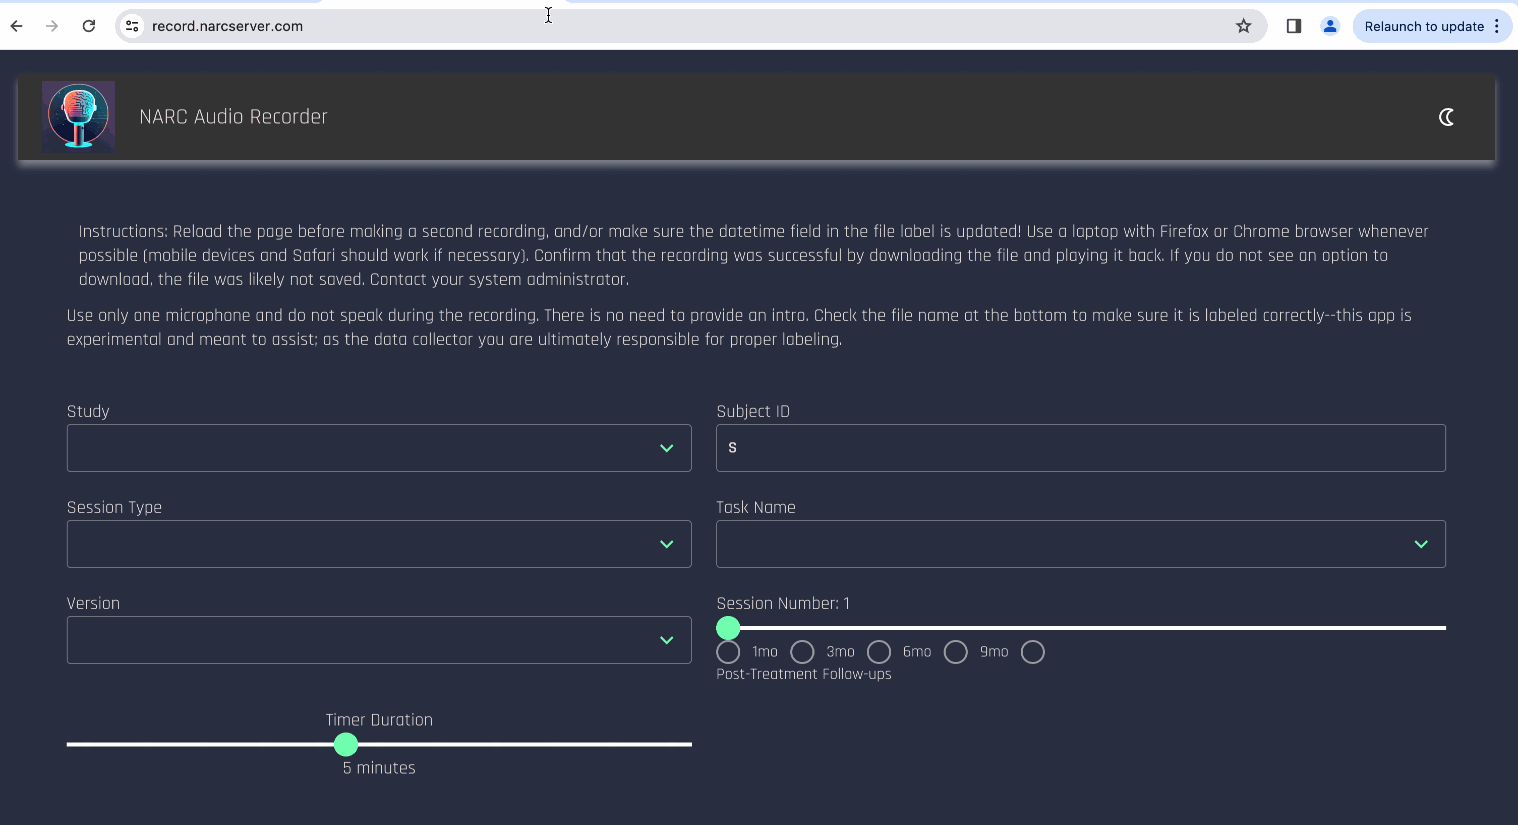 record.narcserver.com
Relaunch to update
NARC Audio Recorder
Instructions: Reload the page before making a second recording, and/or make sure the datetime field in the file label is updated! Use a laptop with Firefox or Chrome browser whenever
possible (mobile devices and Safari should work if necessary). Confirm that the recording was successful by downloading the file and playing it back. If you do not see an option to
download, the file was likely not saved. Contact your system administrator.
Use only one microphone and do not speak during the recording. There is no need to provide an intro. Check the file name at the bottom to make sure it is labeled correctly--this app is
experimental and meant to assist; as the data collector you are ultimately responsible for proper labeling.
Study
Subject ID
S
Session Type
Task Name
Version
Session Number: 1
1mo 3mo 6mo 9mo
Post-Treatment Follow-ups
Timer Duration
5 minutes